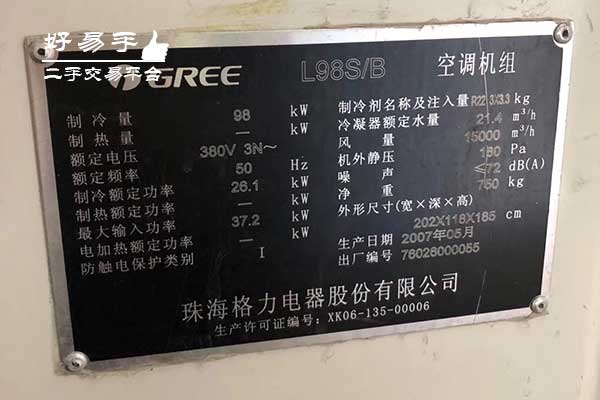 好易手
二手交易平台
GREE L98S/B 空调机组
制冷量 98 kW
制热量 — kW
额定电压 380V 3N~
额定频率 50 Hz
制冷额定功率 26.1 kW
制热额定功率 — kW
最大输入功率 37.2 kW
电加热额定功率 — kW
防触电保护类别 I
制冷剂名称及注入量 R22 3X3.3 kg
冷凝器额定水量 21.4 m³/h
风量 15000 m³/h
机外静压 180 Pa
噪声 ≤72 dB(A)
净重 750 kg
外形尺寸(宽×深×高)
202X118X185 cm
生产日期 2007年05月
出厂编号 76026000055
珠海格力电器股份有限公司
生产许可证编号: XK06-135-00006